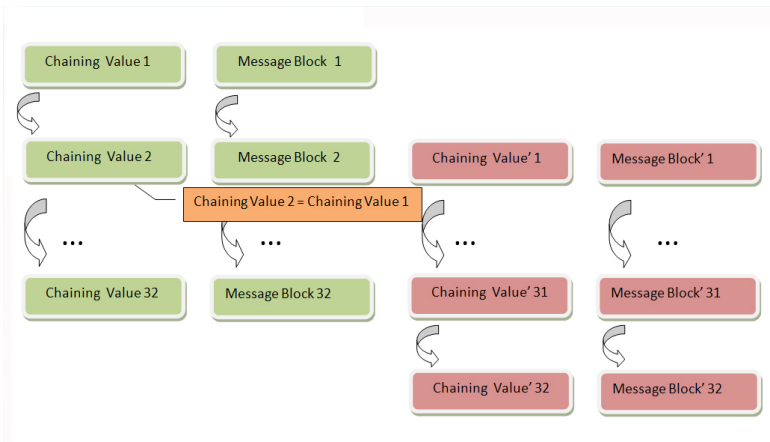 Chaining Value 1
Message Block 1
Chaining Value 2
Message Block 2
Chaining Value' 1
Message Block' 1
Chaining Value 2 = Chaining Value 1
...
...
...
...
Chaining Value 32
Message Block 32
Chaining Value' 31
Message Block' 31
Chaining Value' 32
Message Block' 32